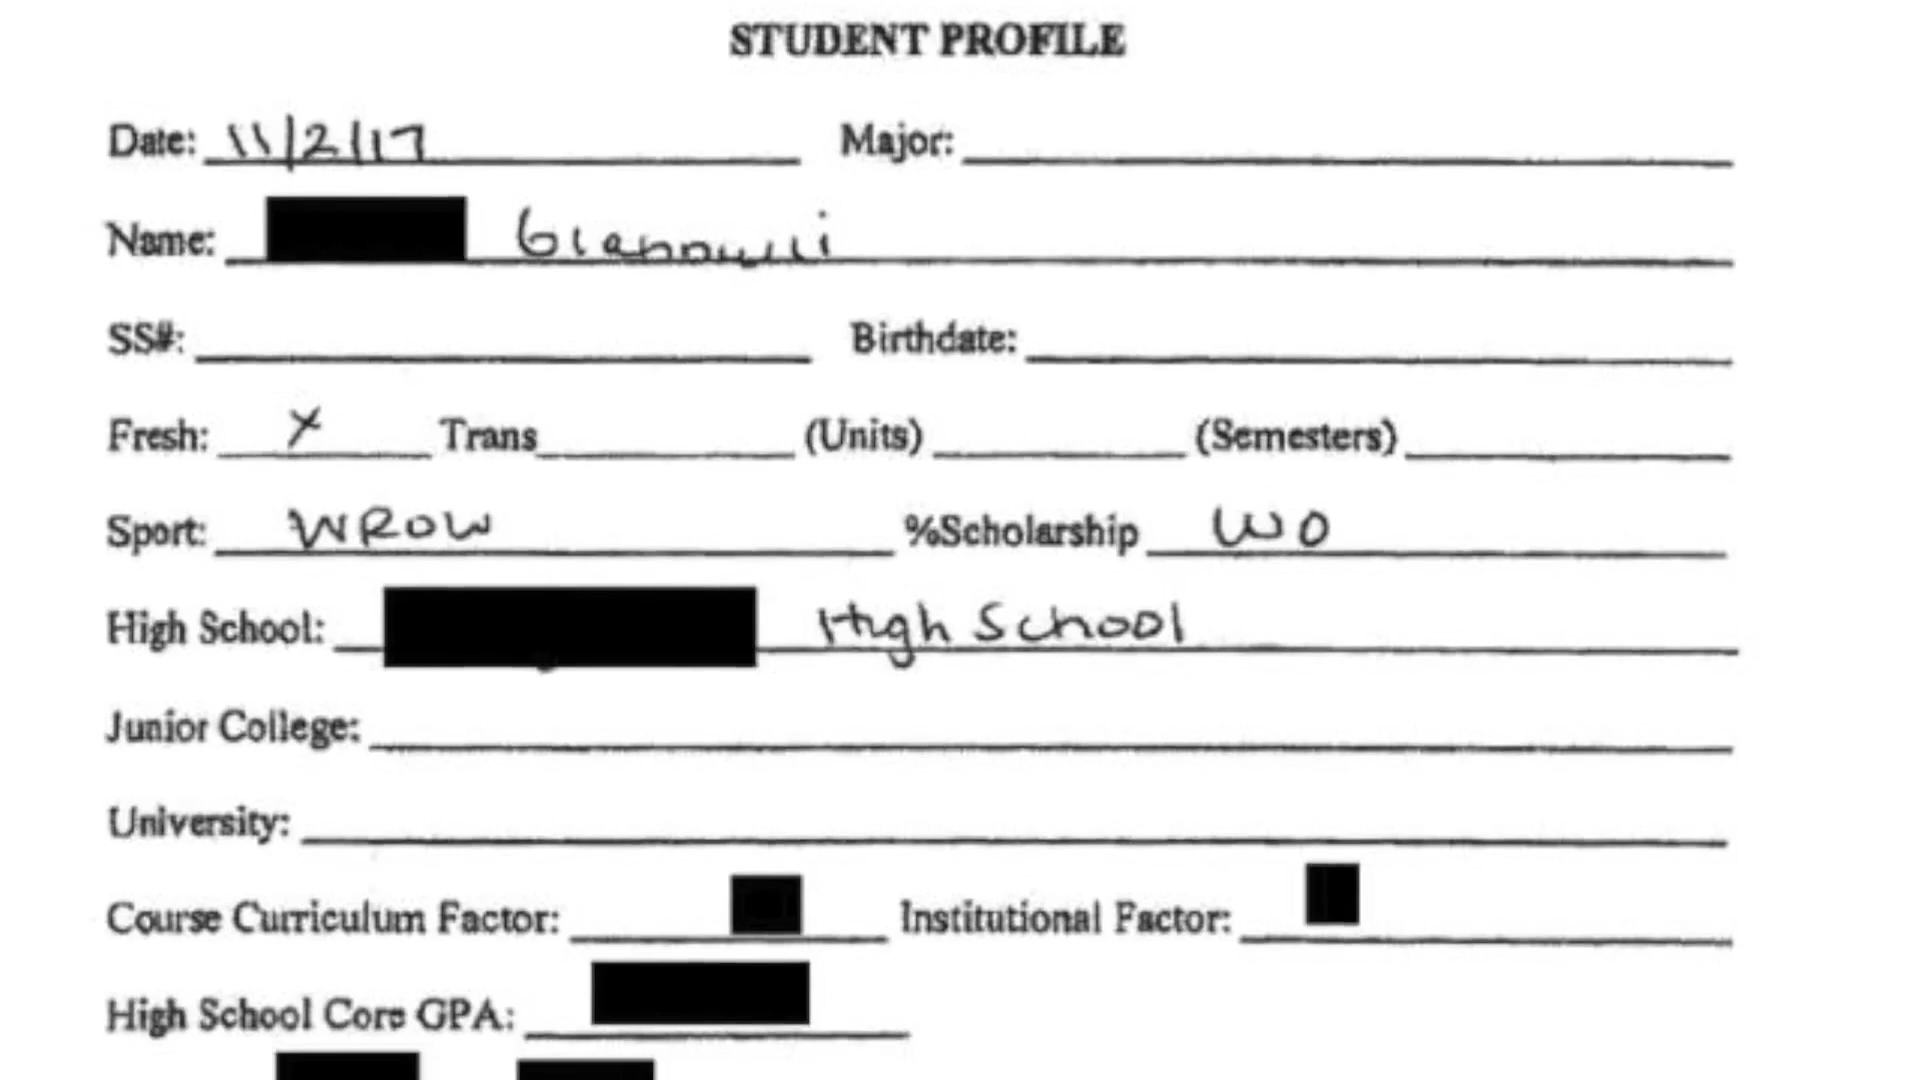 STUDENT PROFILE
Date: 11/2/17 Major:
Name: Giannulli
SS#: Birthdate:
Fresh: X Trans (Units) (Semesters)
Sport: WROW %Scholarship WO
High School: High School
Junior College:
University:
Course Curriculum Factor: Institutional Factor:
High School Core GPA: